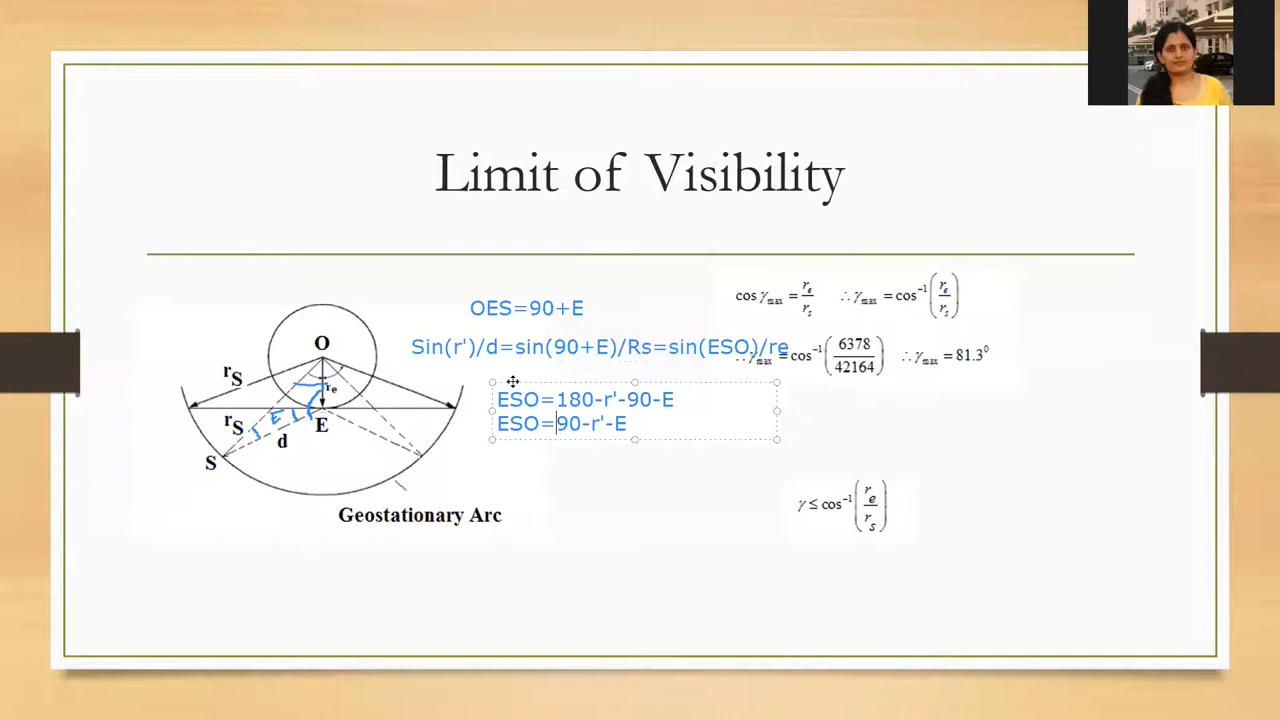 Limit of Visibility
OES=90+E
Sin(r')/d=sin(90+E)/Rs=sin(ESO)/re
ESO=180-r'-90-E
ESO=90-r'-E
cos γmax = re/rs ∴ γmax = cos⁻¹(re/rs)
∴ γmax = cos⁻¹(6378/42164) ∴ γmax = 81.3⁰
γ ≤ cos⁻¹(re/rs)
O
rS
re
rS
E
E
d
S
Geostationary Arc